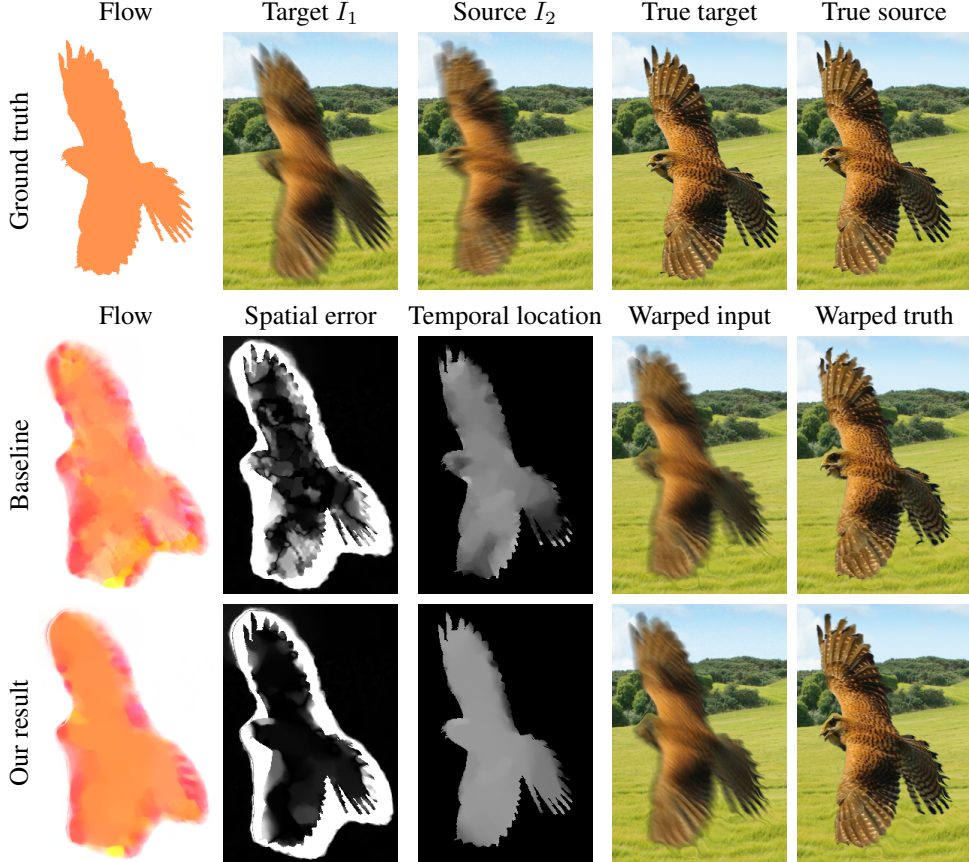 Flow Target I₁ Source I₂ True target True source
Ground truth
Flow Spatial error Temporal location Warped input Warped truth
Baseline
Our result